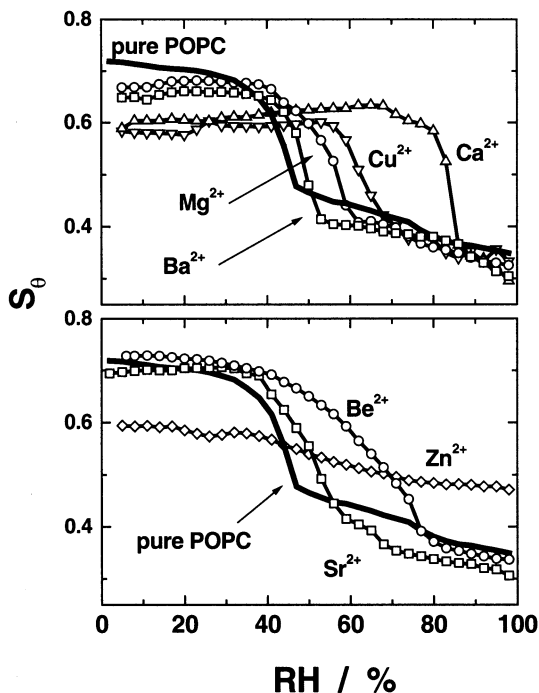 pure POPC
0.8
0.6
Cu²⁺
Ca²⁺
Mg²⁺
0.4
Ba²⁺
Sθ
0.8
Be²⁺
0.6
Zn²⁺
pure POPC
0.4
Sr²⁺
0 20 40 60 80 100
RH / %